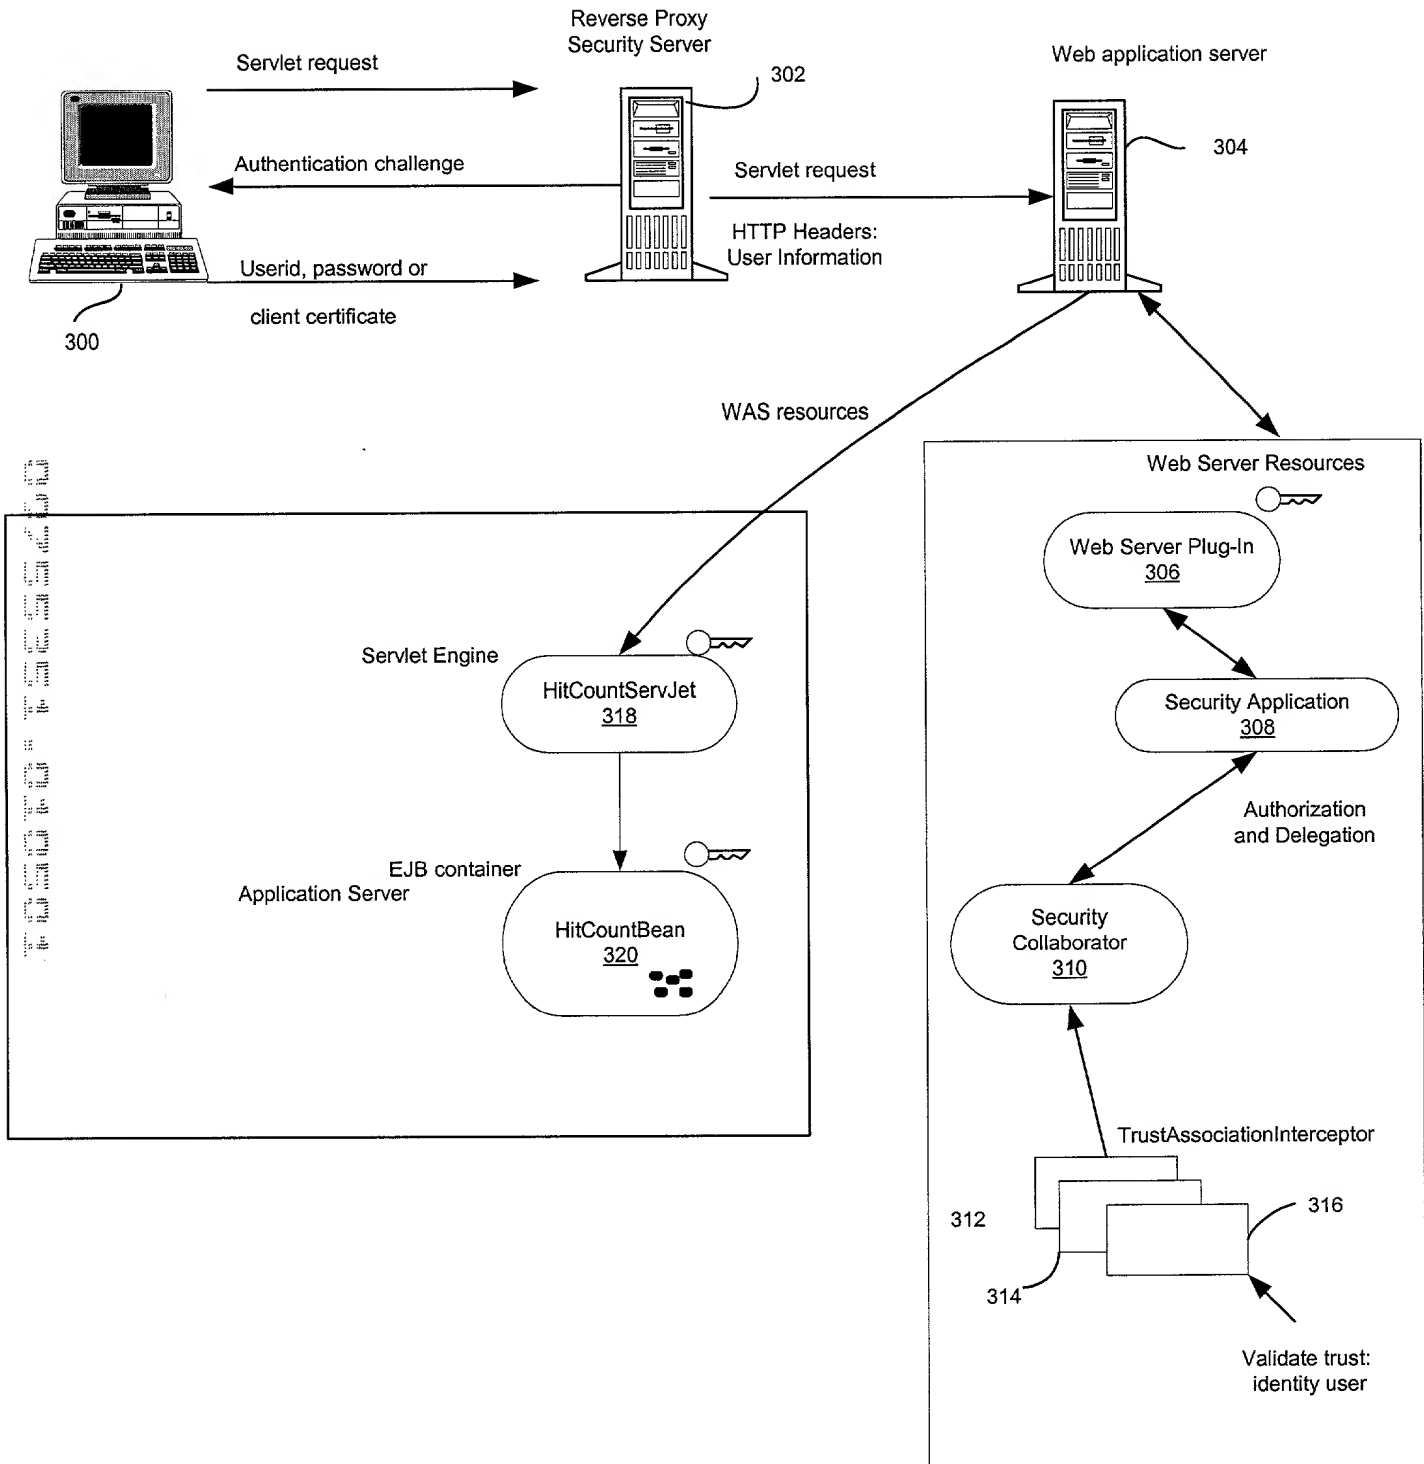 Reverse Proxy
Security Server
302
Servlet request
Web application server
304
Authentication challenge
Servlet request
HTTP Headers:
User Information
Userid, password or
client certificate
300
WAS resources
Web Server Resources
Web Server Plug-In
306
Security Application
308
Authorization
and Delegation
Security
Collaborator
310
TrustAssociationInterceptor
312
314
316
Validate trust:
identity user
Servlet Engine
HitCountServJet
318
EJB container
Application Server
HitCountBean
320